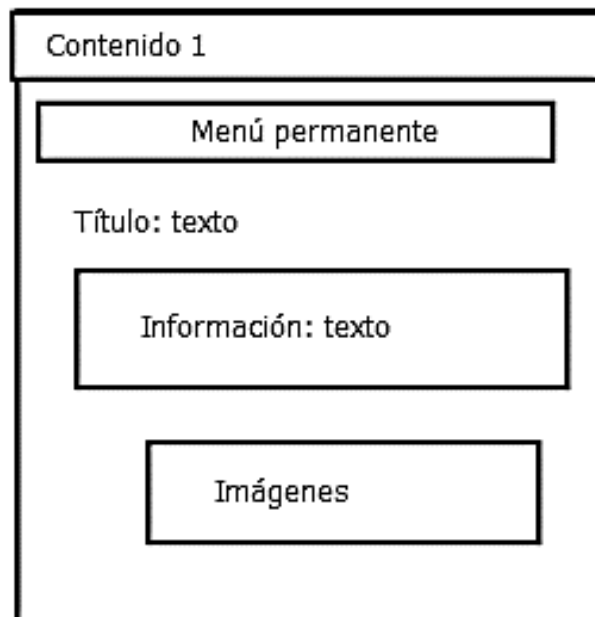 Contenido 1
Menú permanente
Título: texto
Información: texto
Imágenes